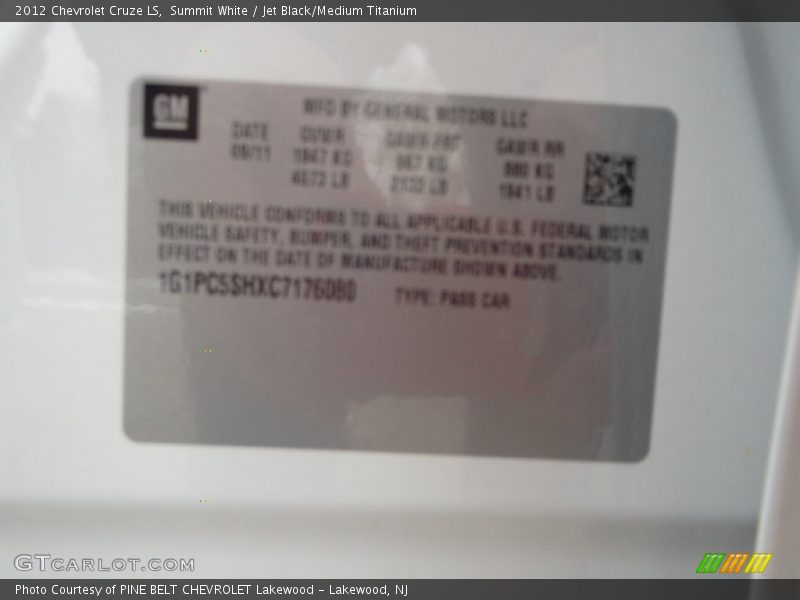 2012 Chevrolet Cruze LS,  Summit White / Jet Black/Medium Titanium
GM
MFD BY GENERAL MOTORS LLC
DATE GVWR GAWR FRT GAWR RR
08/11 1847 KG 967 KG 880 KG
4073 LB 2132 LB 1941 LB
THIS VEHICLE CONFORMS TO ALL APPLICABLE U.S. FEDERAL MOTOR
VEHICLE SAFETY, BUMPER, AND THEFT PREVENTION STANDARDS IN
EFFECT ON THE DATE OF MANUFACTURE SHOWN ABOVE.
1G1PC5SHXC7176080 TYPE: PASS CAR
GTCARLOT.COM
Photo Courtesy of PINE BELT CHEVROLET Lakewood - Lakewood, NJ